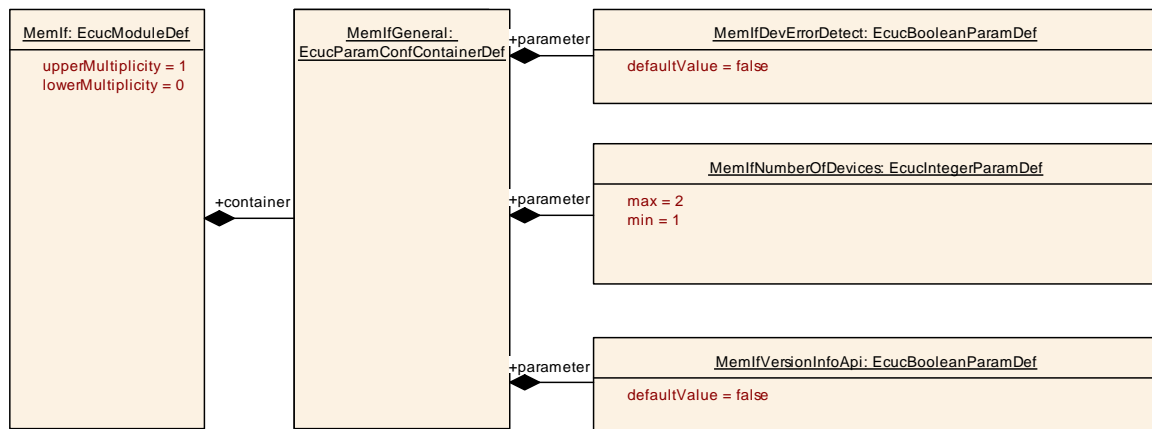 MemIf: EcucModuleDef
upperMultiplicity = 1
lowerMultiplicity = 0
+container
MemIfGeneral:
EcucParamConfContainerDef
+parameter
MemIfDevErrorDetect: EcucBooleanParamDef
defaultValue = false
+parameter
MemIfNumberOfDevices: EcucIntegerParamDef
max = 2
min = 1
+parameter
MemIfVersionInfoApi: EcucBooleanParamDef
defaultValue = false